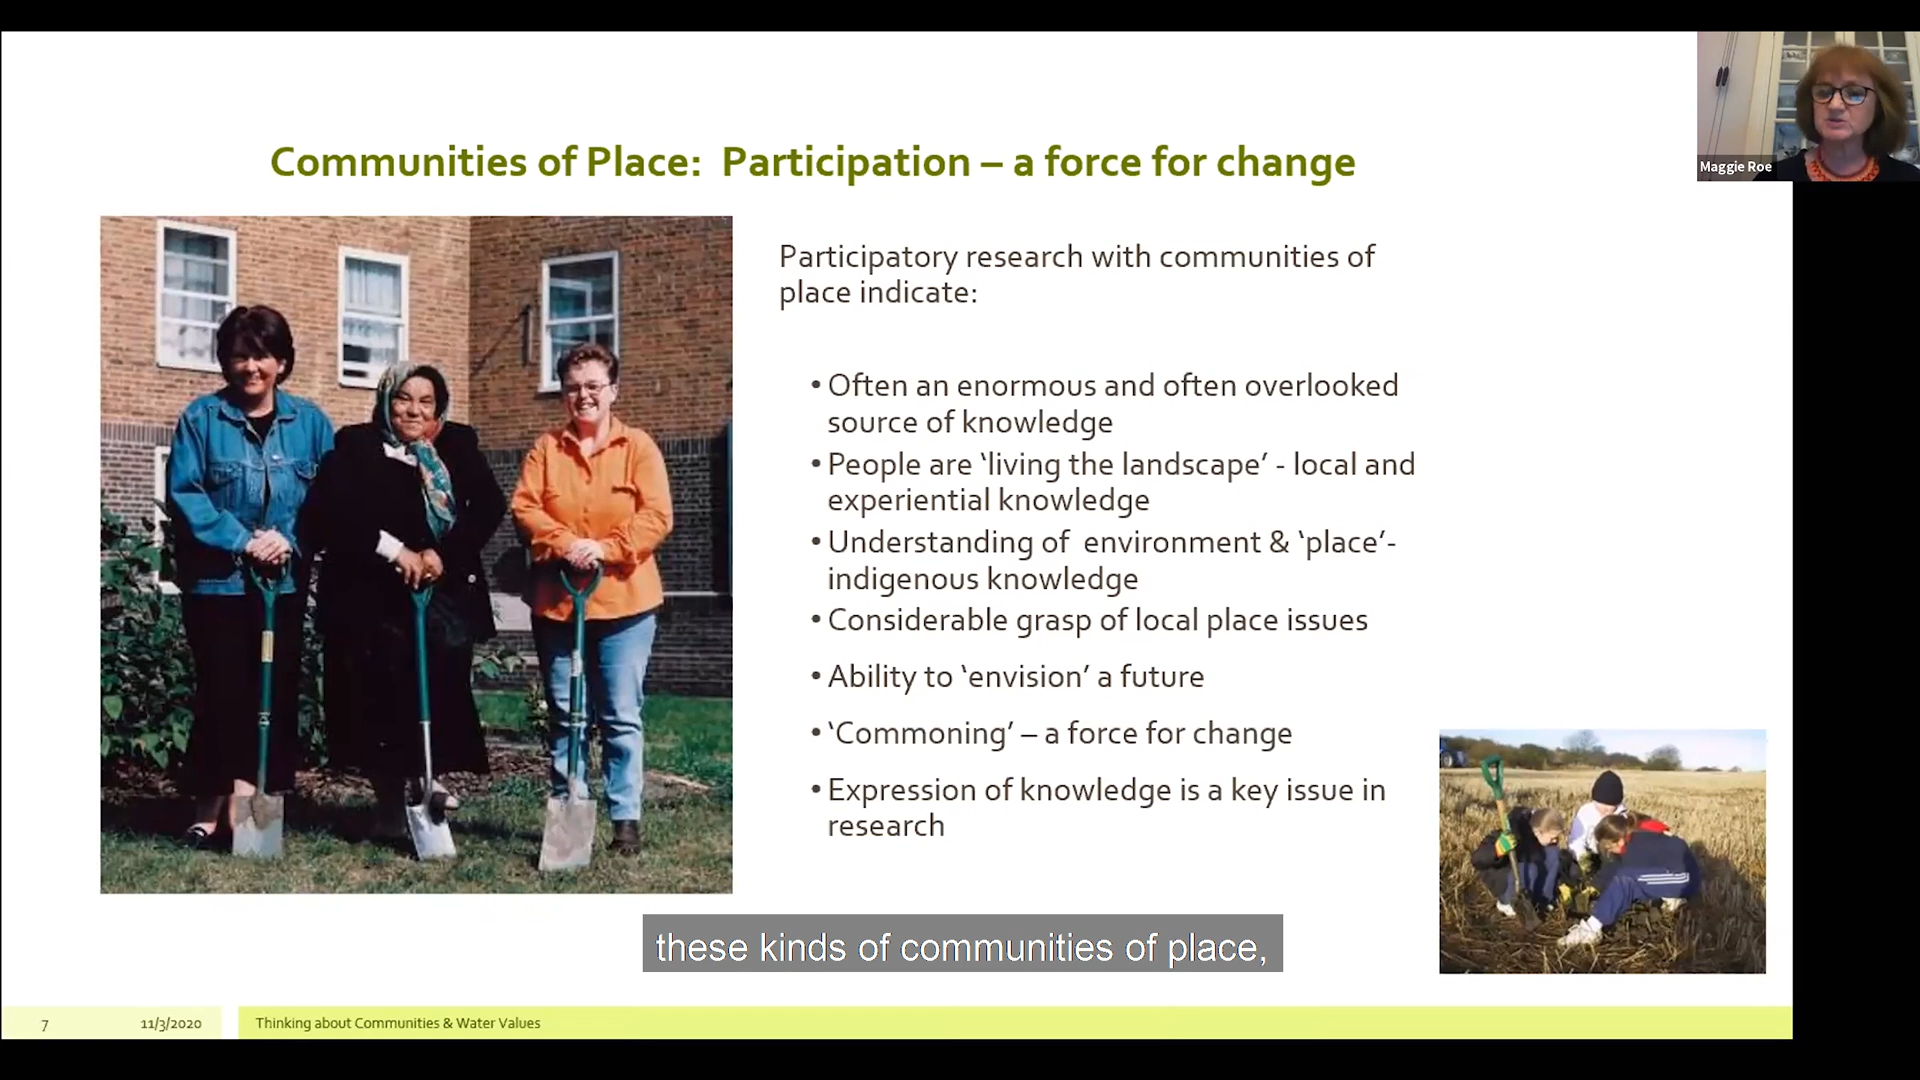 Maggie Roe
Communities of Place: Participation – a force for change
Participatory research with communities of
place indicate:
• Often an enormous and often overlooked
source of knowledge
• People are ‘living the landscape’ - local and
experiential knowledge
• Understanding of environment & ‘place’-
indigenous knowledge
• Considerable grasp of local place issues
• Ability to ‘envision’ a future
• ‘Commoning’ – a force for change
• Expression of knowledge is a key issue in
research
these kinds of communities of place,
7
11/3/2020
Thinking about Communities & Water Values